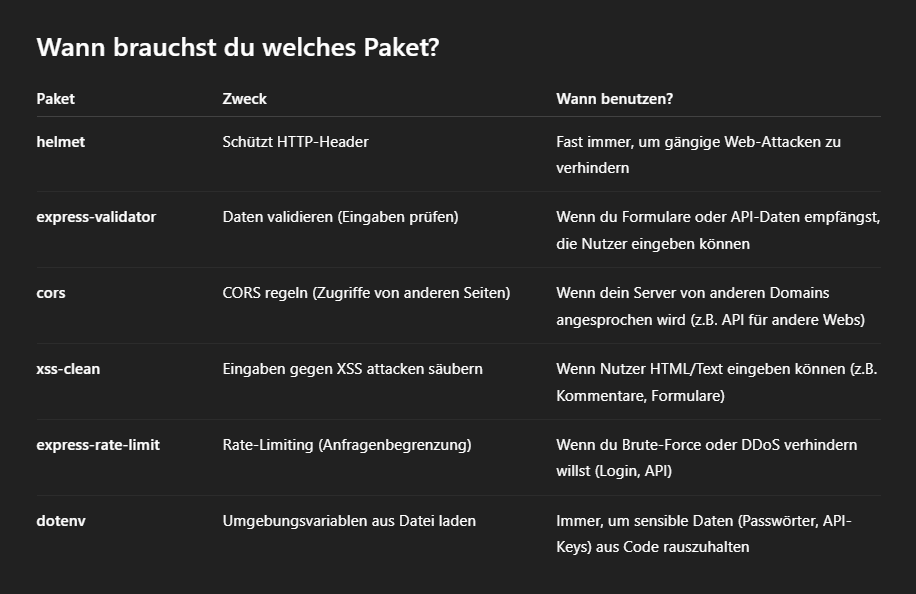 Wann brauchst du welches Paket?
Paket Zweck Wann benutzen?
helmet Schützt HTTP-Header Fast immer, um gängige Web-Attacken zu
verhindern
express-validator Daten validieren (Eingaben prüfen) Wenn du Formulare oder API-Daten empfängst,
die Nutzer eingeben können
cors CORS regeln (Zugriffe von anderen Seiten) Wenn dein Server von anderen Domains
angesprochen wird (z.B. API für andere Webs)
xss-clean Eingaben gegen XSS attacken säubern Wenn Nutzer HTML/Text eingeben können (z.B.
Kommentare, Formulare)
express-rate-limit Rate-Limiting (Anfragenbegrenzung) Wenn du Brute-Force oder DDoS verhindern
willst (Login, API)
dotenv Umgebungsvariablen aus Datei laden Immer, um sensible Daten (Passwörter, API-
Keys) aus Code rauszuhalten